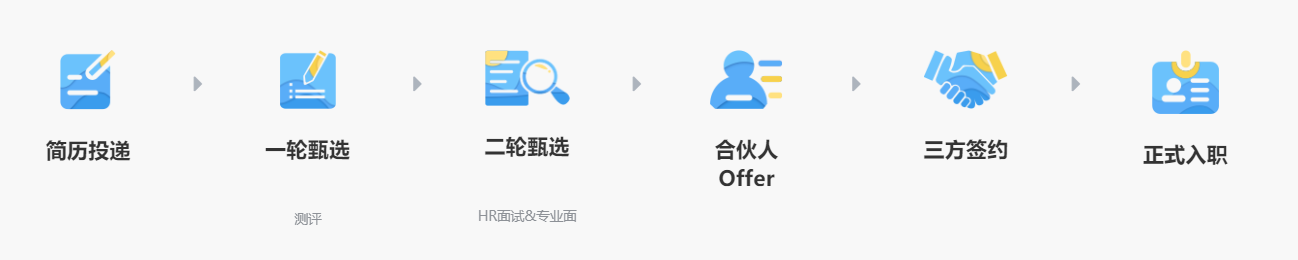 简历投递
一轮甄选
测评
二轮甄选
HR面试&专业面
合伙人
Offer
三方签约
正式入职